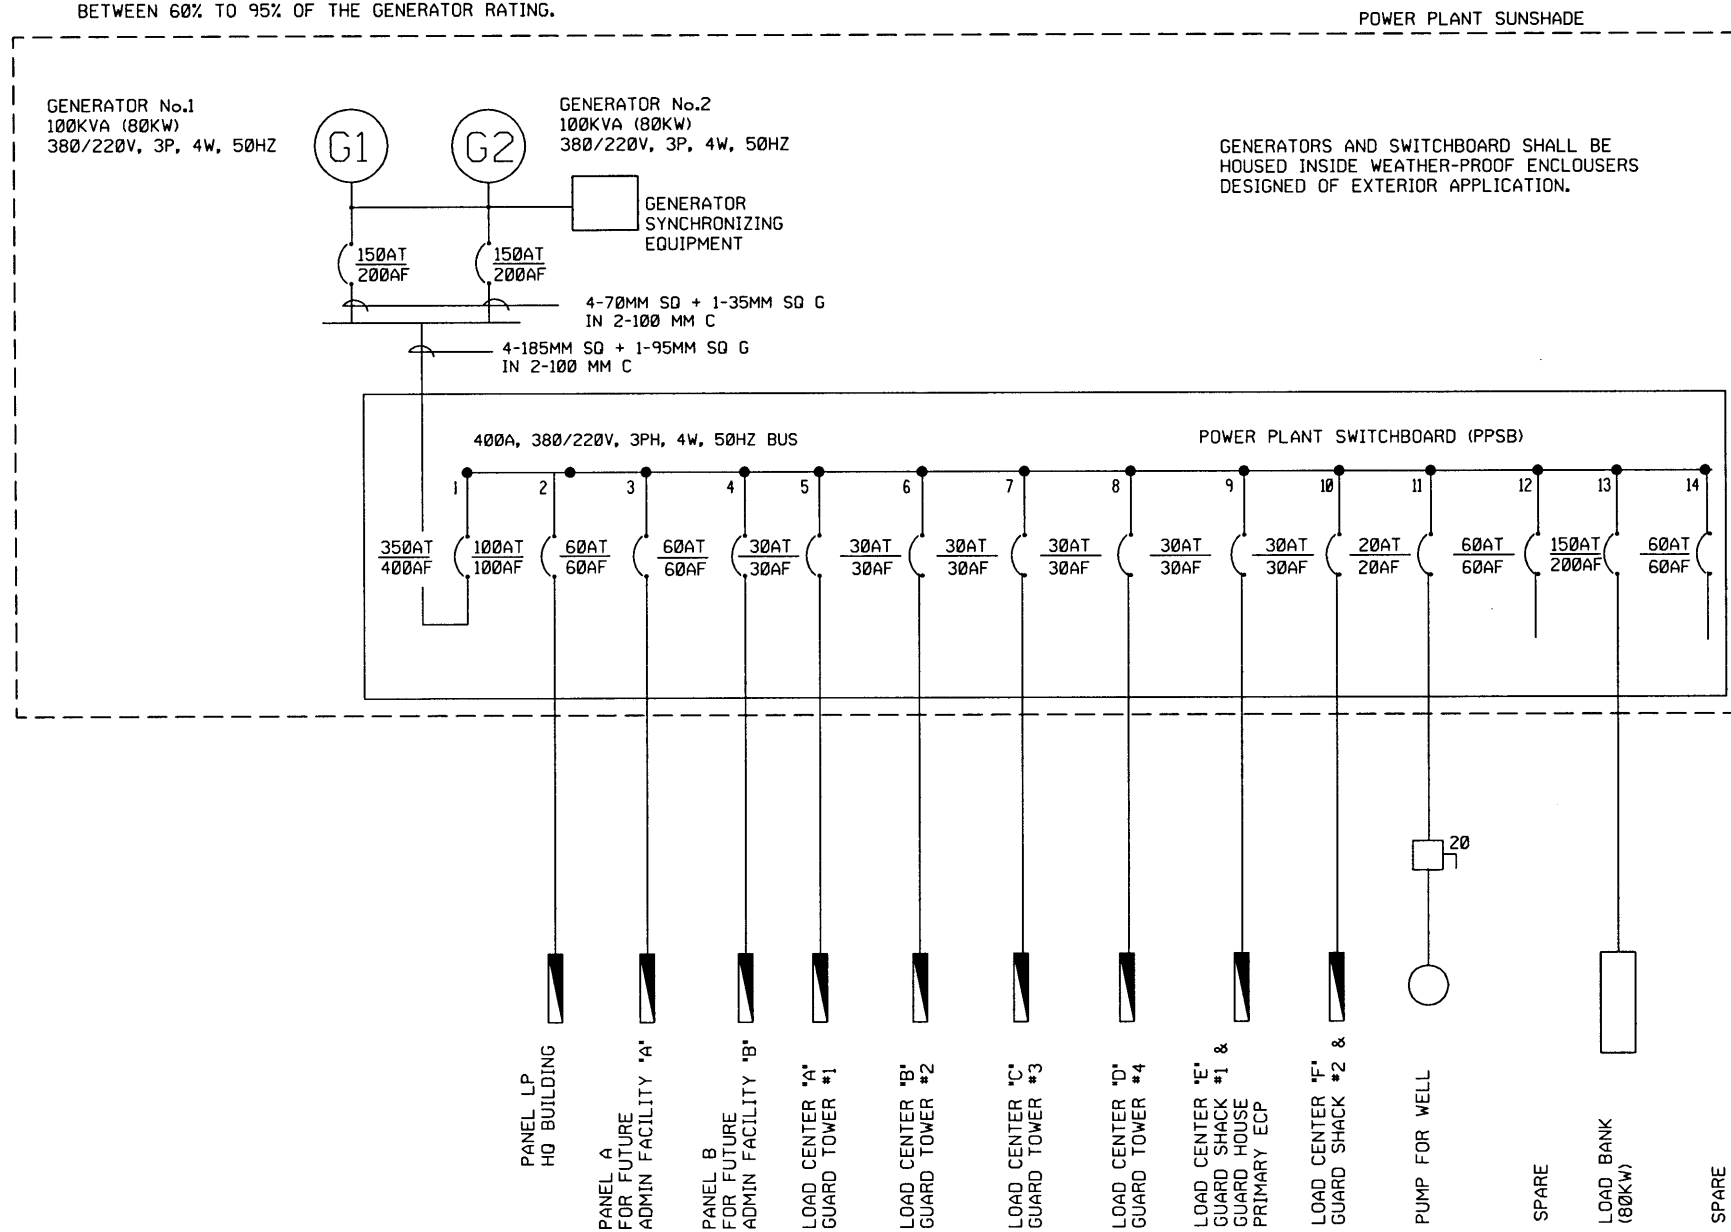 BETWEEN 60% TO 95% OF THE GENERATOR RATING.
POWER PLANT SUNSHADE
GENERATOR No.1
100KVA (80KW)
380/220V, 3P, 4W, 50HZ
G1
G2
GENERATOR No.2
100KVA (80KW)
380/220V, 3P, 4W, 50HZ
GENERATORS AND SWITCHBOARD SHALL BE
HOUSED INSIDE WEATHER-PROOF ENCLOUSERS
DESIGNED OF EXTERIOR APPLICATION.
GENERATOR
SYNCHRONIZING
EQUIPMENT
150AT
200AF
150AT
200AF
4-70MM SQ + 1-35MM SQ G
IN 2-100 MM C
4-185MM SQ + 1-95MM SQ G
IN 2-100 MM C
400A, 380/220V, 3PH, 4W, 50HZ BUS
POWER PLANT SWITCHBOARD (PPSB)
1
2
3
4
5
6
7
8
9
10
11
12
13
14
350AT
400AF
100AT
100AF
60AT
60AF
60AT
60AF
30AT
30AF
30AT
30AF
30AT
30AF
30AT
30AF
30AT
30AF
30AT
30AF
20AT
20AF
60AT
60AF
150AT
200AF
60AT
60AF
20
PANEL LP
HQ BUILDING
PANEL A
FOR FUTURE
ADMIN FACILITY "A"
PANEL B
FOR FUTURE
ADMIN FACILITY "B"
LOAD CENTER "A"
GUARD TOWER #1
LOAD CENTER "B"
GUARD TOWER #2
LOAD CENTER "C"
GUARD TOWER #3
LOAD CENTER "D"
GUARD TOWER #4
LOAD CENTER "E"
GUARD SHACK #1 &
GUARD HOUSE
PRIMARY ECP
LOAD CENTER "F"
GUARD SHACK #2 &
PUMP FOR WELL
SPARE
LOAD BANK
(80KW)
SPARE